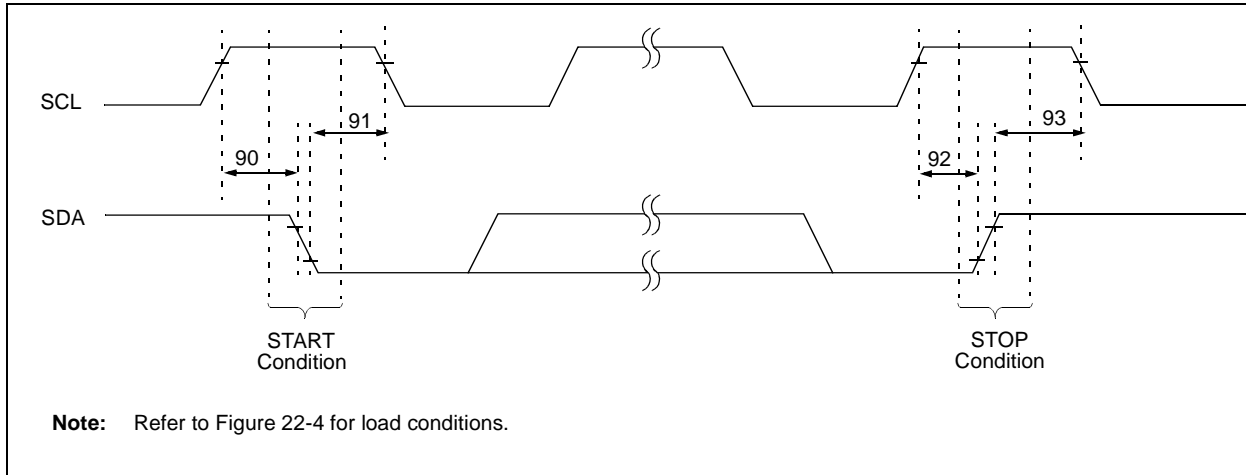 SCL
91
93
90
92
SDA
START
Condition
STOP
Condition
Note: Refer to Figure 22-4 for load conditions.